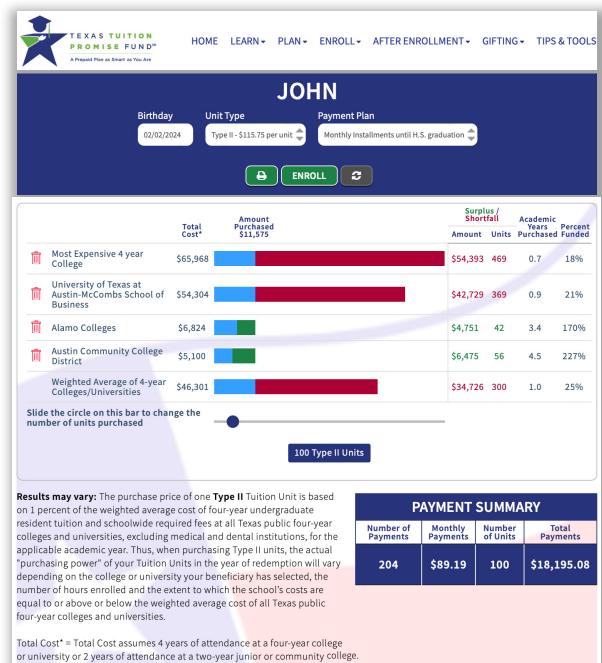 TEXAS TUITION
PROMISE FUND℠
A Prepaid Plan as Smart as You Are
HOME LEARN PLAN ENROLL AFTER ENROLLMENT GIFTING TIPS & TOOLS
JOHN
Birthday Unit Type Payment Plan
02/02/2024 Type II - $115.75 per unit Monthly Installments until H.S. graduation
ENROLL
Total Cost* Amount Purchased $11,575 Surplus / Shortfall Amount Units Academic Years Purchased Percent Funded
Most Expensive 4 year
College
$65,968 $54,393 469 0.7 18%
University of Texas at
Austin-McCombs School of
Business
$54,304 $42,729 369 0.9 21%
Alamo Colleges $6,824 $4,751 42 3.4 170%
Austin Community College
District
$5,100 $6,475 56 4.5 227%
Weighted Average of 4-year
Colleges/Universities
$46,301 $34,726 300 1.0 25%
Slide the circle on this bar to change the
number of units purchased
100 Type II Units
Results may vary: The purchase price of one Type II Tuition Unit is based
on 1 percent of the weighted average cost of four-year undergraduate
resident tuition and schoolwide required fees at all Texas public four-year
colleges and universities, excluding medical and dental institutions, for the
applicable academic year. Thus, when purchasing Type II units, the actual
"purchasing power" of your Tuition Units in the year of redemption will vary
depending on the college or university your beneficiary has selected, the
number of hours enrolled and the extent to which the school's costs are
equal to or above or below the weighted average cost of all Texas public
four-year colleges and universities.
Total Cost* = Total Cost assumes 4 years of attendance at a four-year college
or university or 2 years of attendance at a two-year junior or community college.
PAYMENT SUMMARY
Number of Payments Monthly Payments Number of Units Total Payments
204 $89.19 100 $18,195.08